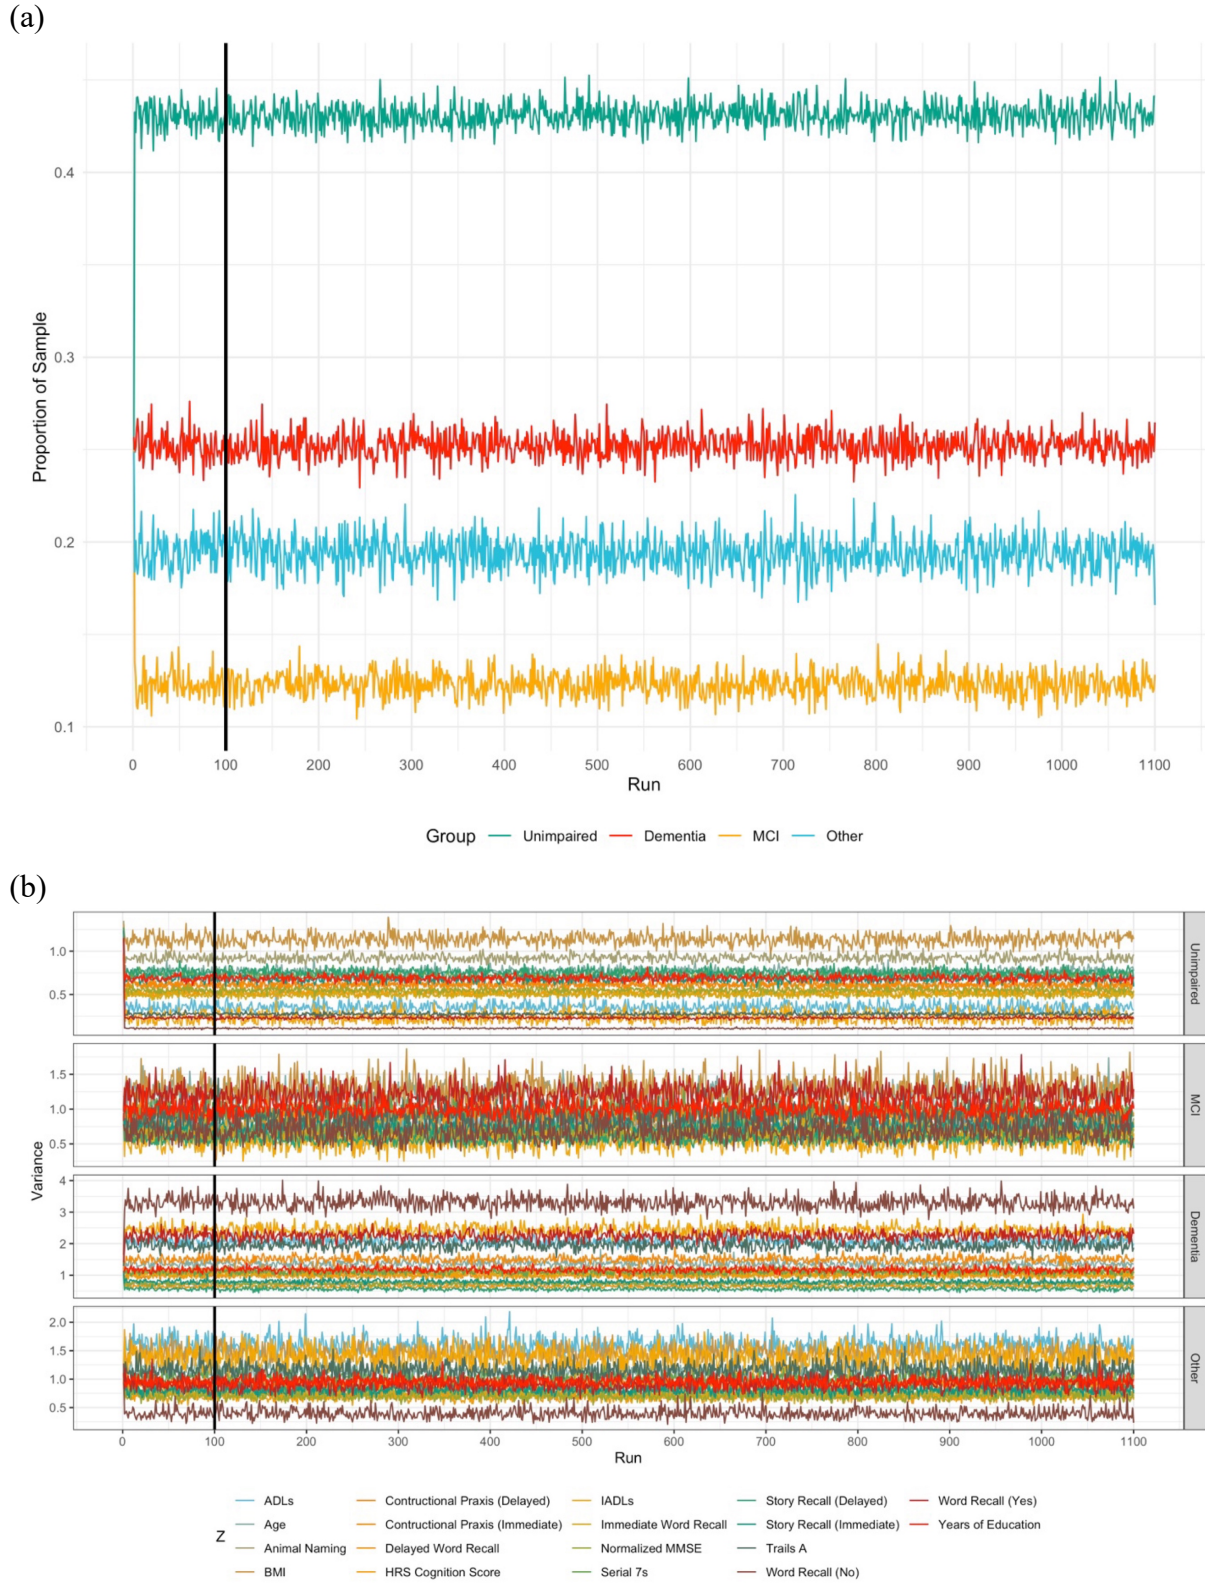 (a)
0.4
0.3
0.2
0.1
Proportion of Sample
0 100 200 300 400 500 600 700 800 900 1000 1100
Run
Group Unimpaired Dementia MCI Other
(b)
1.0
0.5
Unimpaired
1.5
1.0
0.5
MCI
Variance
4
3
2
1
Dementia
2.0
1.5
1.0
0.5
Other
0 100 200 300 400 500 600 700 800 900 1000 1100
Run
Z
ADLs Contructional Praxis (Delayed) IADLs Story Recall (Delayed) Word Recall (Yes)
Age Contructional Praxis (Immediate) Immediate Word Recall Story Recall (Immediate) Years of Education
Animal Naming Delayed Word Recall Normalized MMSE Trails A
BMI HRS Cognition Score Serial 7s Word Recall (No)